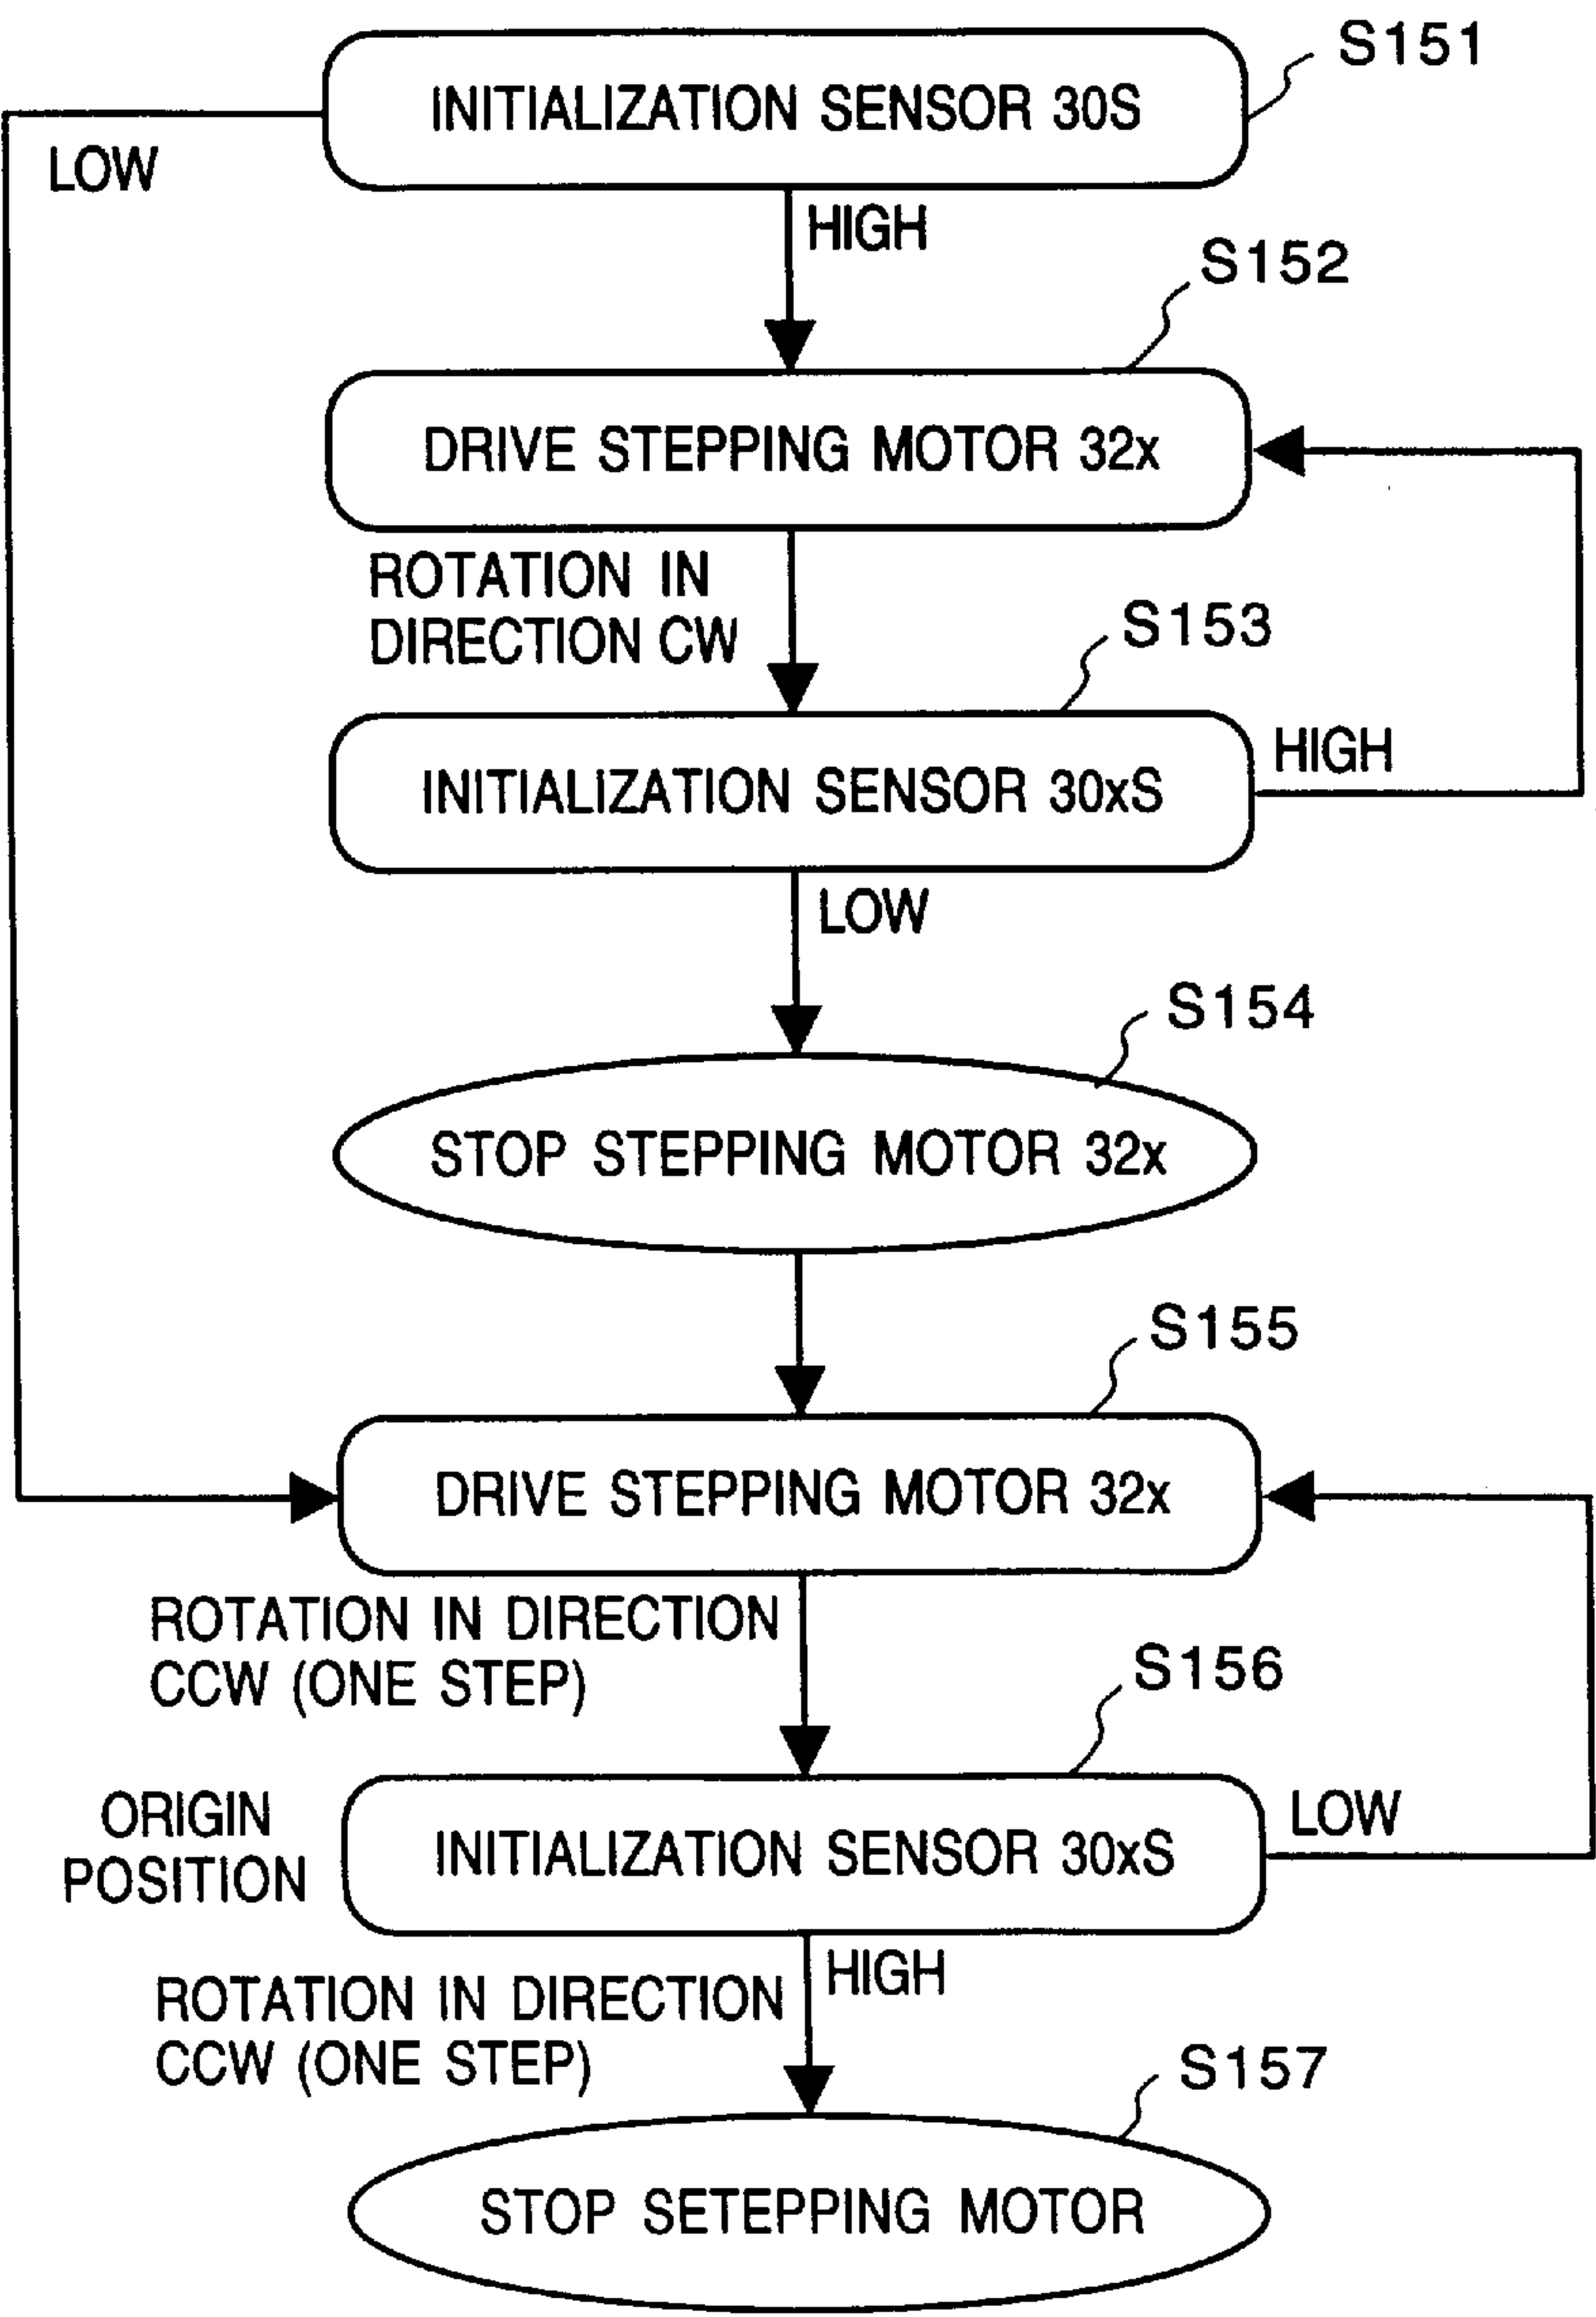 S151
INITIALIZATION SENSOR 30S
LOW
HIGH
S152
DRIVE STEPPING MOTOR 32x
ROTATION IN
DIRECTION CW
S153
INITIALIZATION SENSOR 30xS
HIGH
LOW
S154
STOP STEPPING MOTOR 32x
S155
DRIVE STEPPING MOTOR 32x
ROTATION IN DIRECTION
CCW (ONE STEP)
S156
ORIGIN
POSITION
INITIALIZATION SENSOR 30xS
LOW
HIGH
ROTATION IN DIRECTION
CCW (ONE STEP)
S157
STOP SETEPPING MOTOR